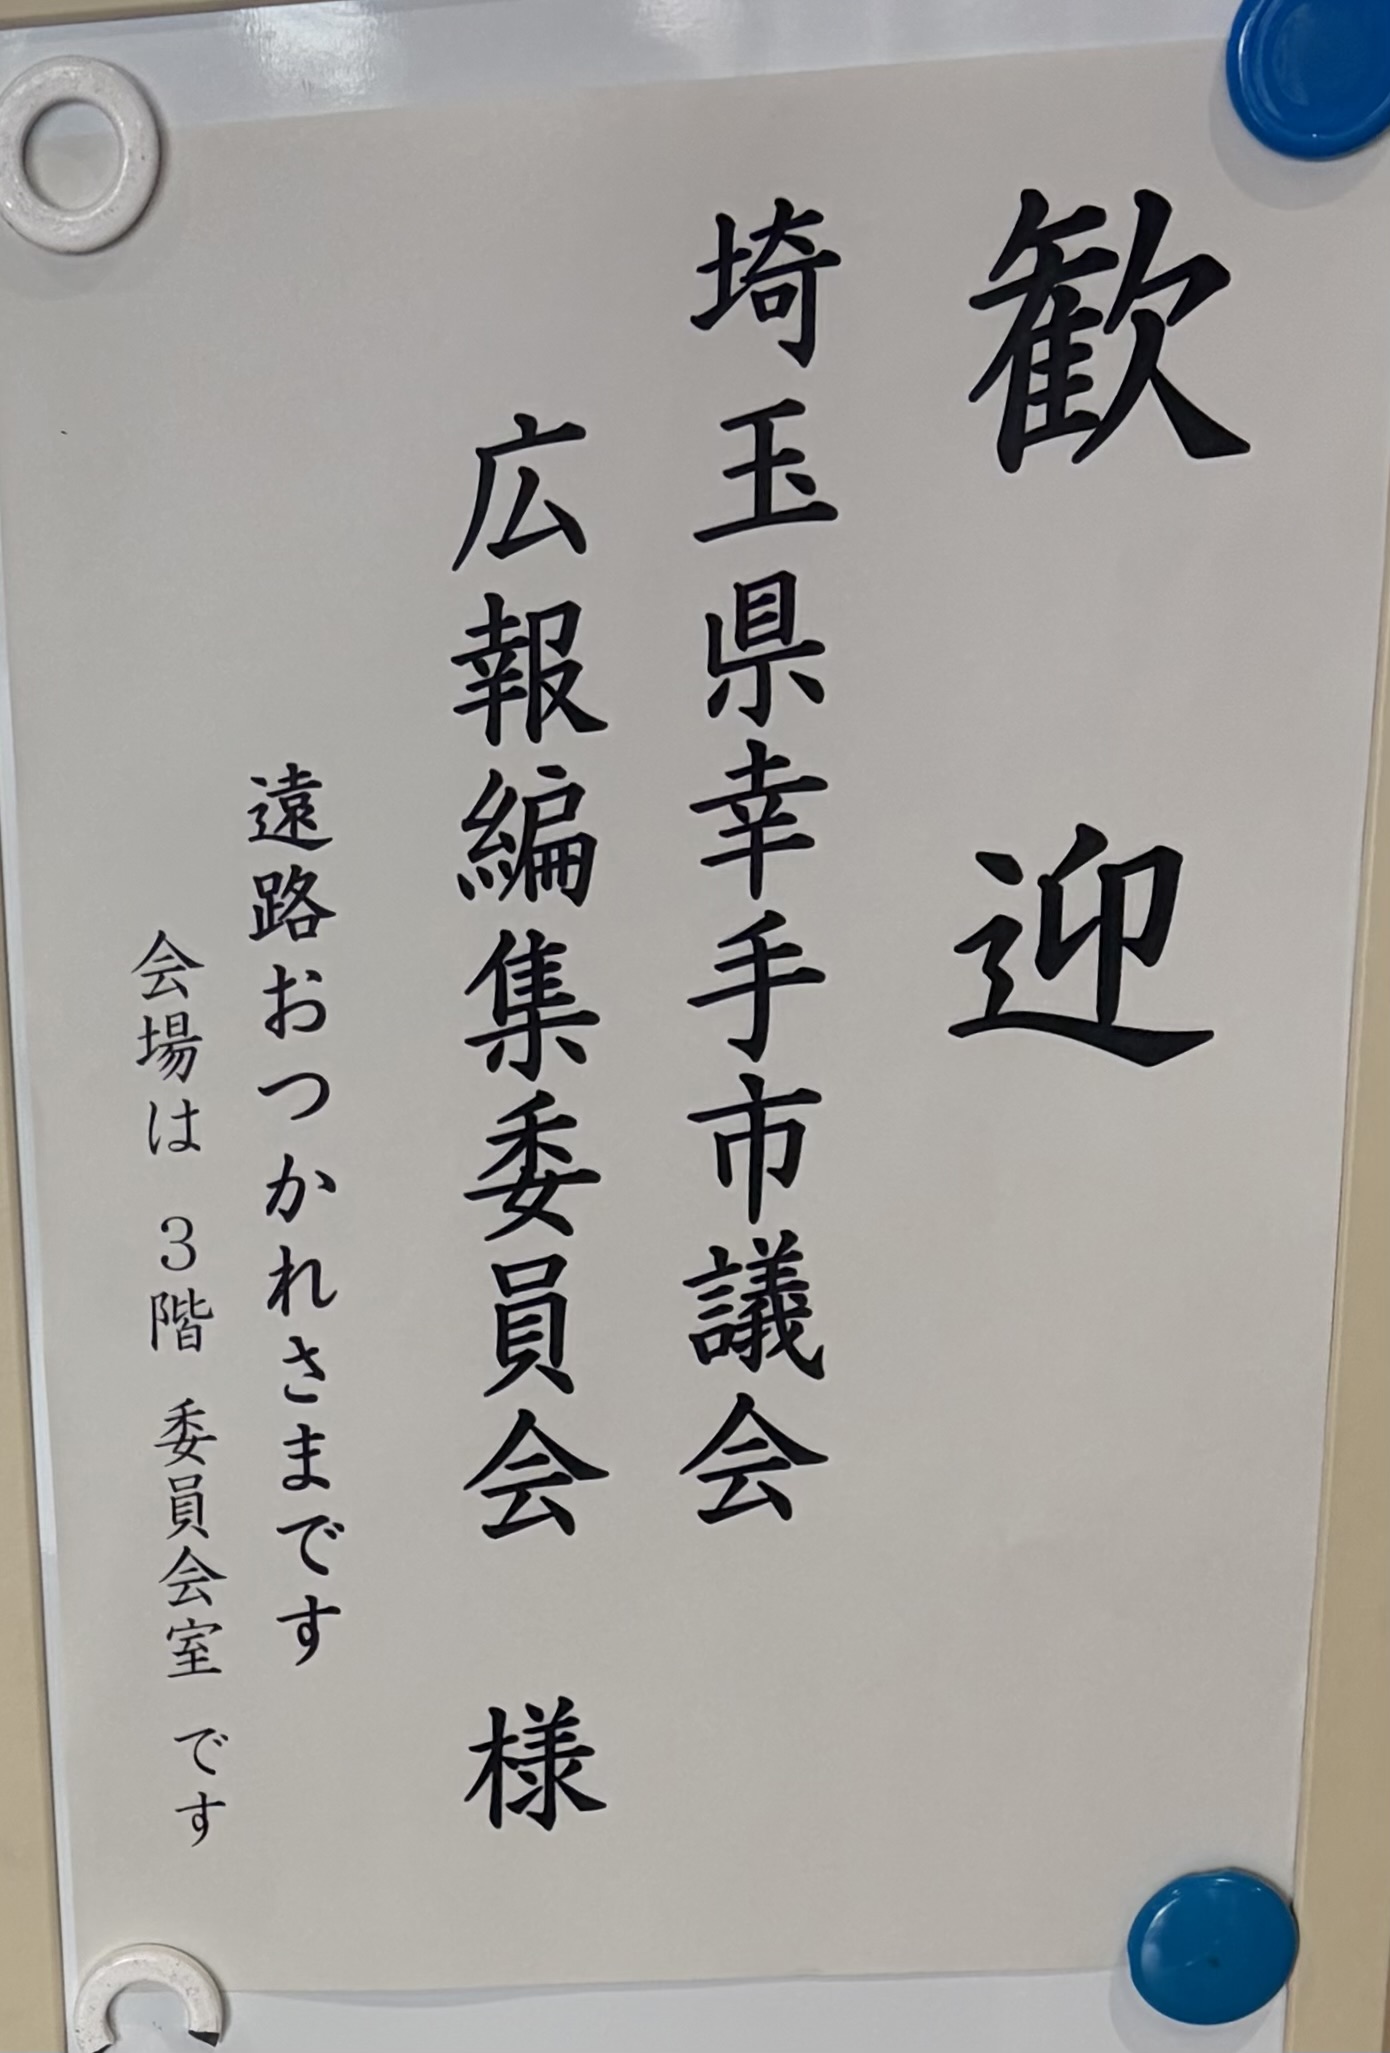 歓迎
埼玉県幸手市議会
広報編集委員会 様
遠路おつかれさまです
会場は 3階 委員会室 です